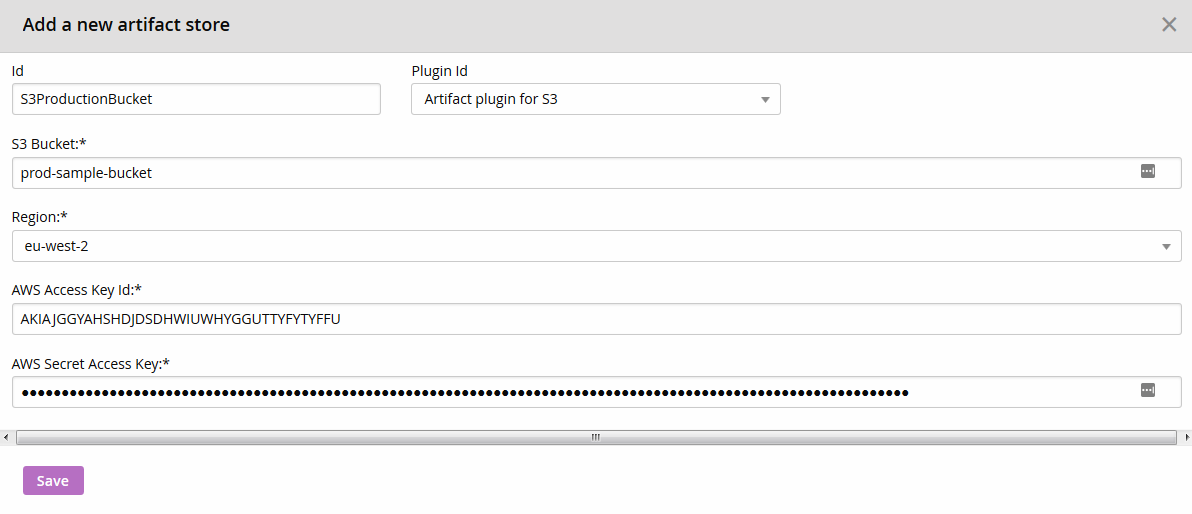 Add a new artifact store
Id
Plugin Id
S3ProductionBucket
Artifact plugin for S3
S3 Bucket:*
prod-sample-bucket
Region:*
eu-west-2
AWS Access Key Id:*
AKIAJGGYAHSHDJDSDHWIUWHYGGUTTYFYTYFFU
AWS Secret Access Key:*
Save